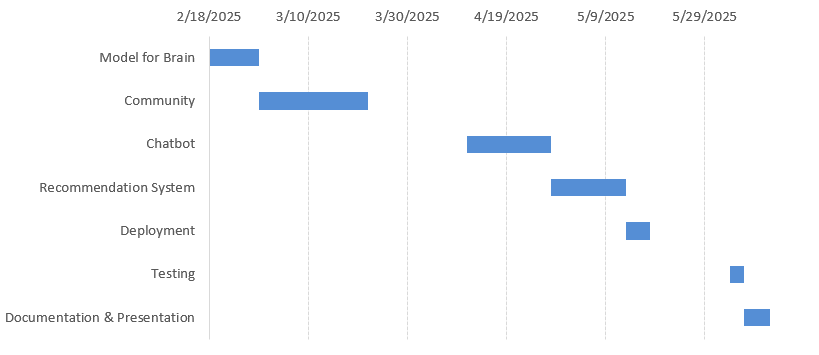 2/18/2025 3/10/2025 3/30/2025 4/19/2025 5/9/2025 5/29/2025
Model for Brain
Community
Chatbot
Recommendation System
Deployment
Testing
Documentation & Presentation